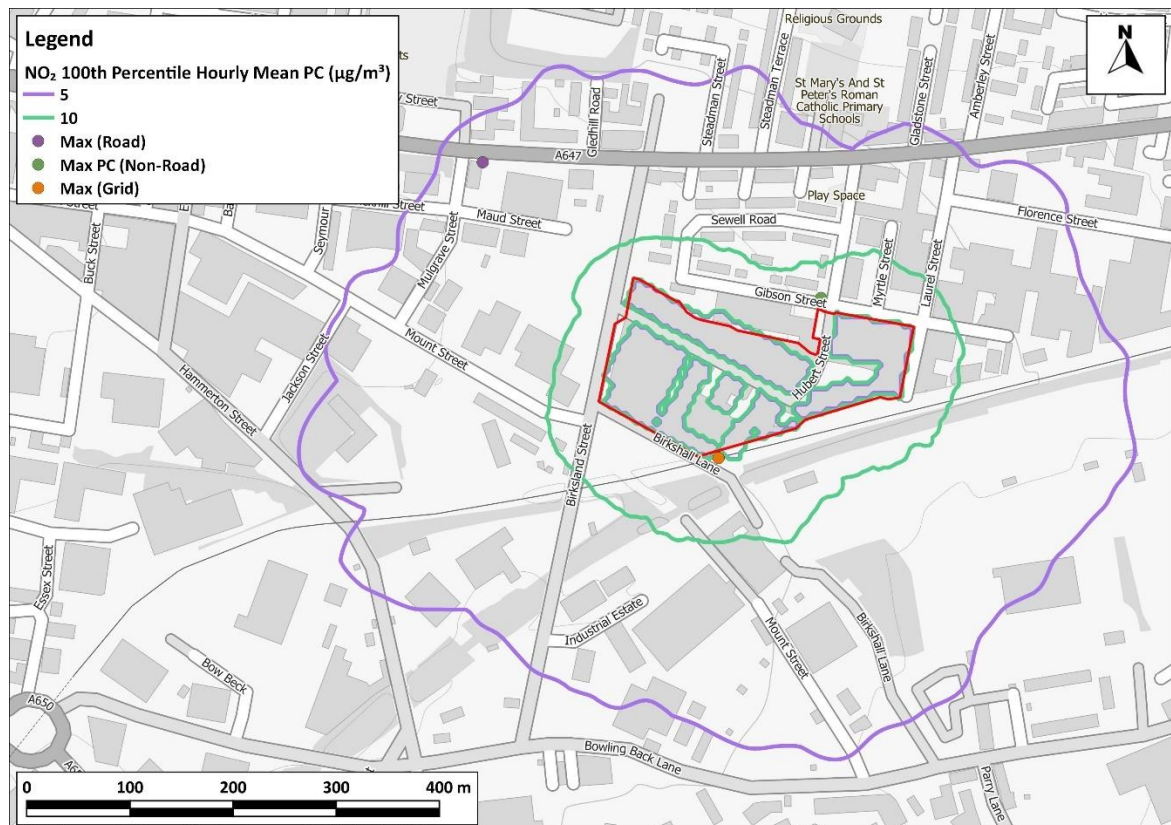 Legend
NO₂ 100th Percentile Hourly Mean PC (µg/m³)
5
10
Max (Road)
Max PC (Non-Road)
Max (Grid)
N
Religious Grounds
Steadman Terrace
Steadman Street
Gledhill Road
St Mary's And St
Peter's Roman
Catholic Primary
Schools
Gladstone Street
Amberley Street
Street
A647
Play Space
Sewell Road
Florence Street
Maud Street
Seymour
Buck Street
Mulgrave Street
Gibson Street
Myrtle Street
Laurel Street
Mount Street
Jackson Street
Hammerton Street
Hubert Street
Birkshall Lane
Birksland Street
Essex Street
Industrial Estate
Mount Street
Birkshall Lane
Bow Beck
A650
Bowling Back Lane
Parry Lane
0 100 200 300 400 m